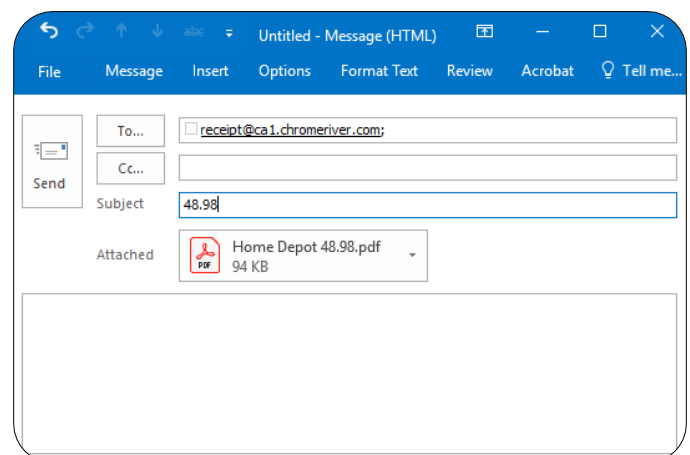 abc Untitled - Message (HTML)
File Message Insert Options Format Text Review Acrobat Tell me...
To... receipt@ca1.chromeriver.com;
Cc...
Send
Subject 48.98
Attached Home Depot 48.98.pdf
PDF 94 KB